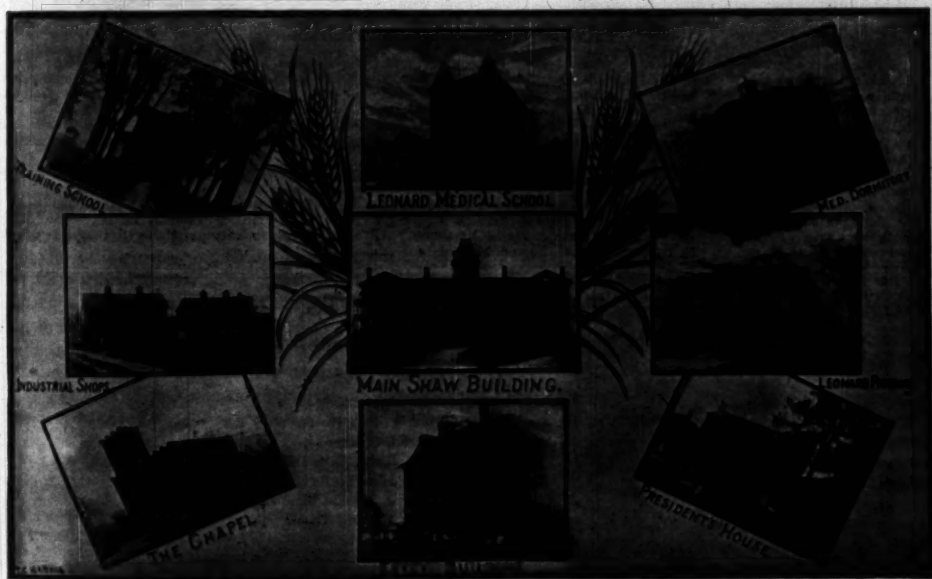 TRAINING SCHOOL
LEONARD MEDICAL SCHOOL
MED. DORMITORY
INDUSTRIAL SHOPS
MAIN SHAW BUILDING.
LEONARD
THE CHAPEL
PRESIDENT'S HOUSE